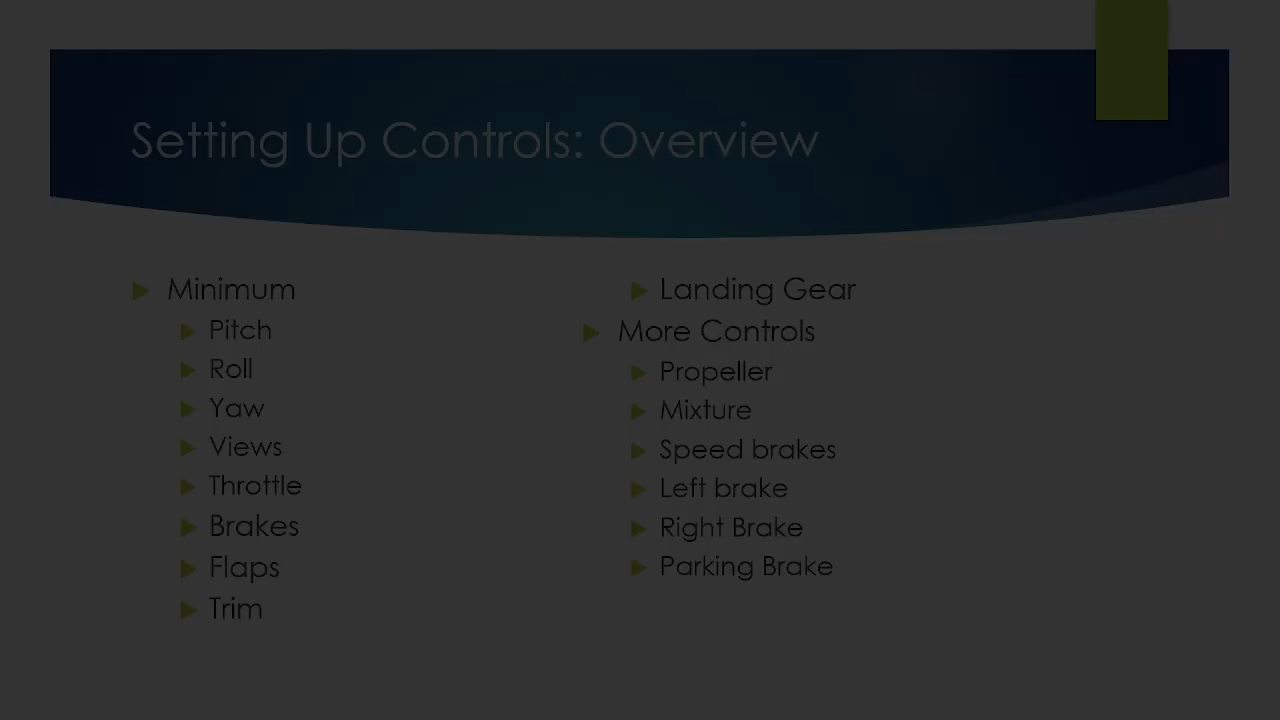 Setting Up Controls: Overview
Minimum
Pitch
Roll
Yaw
Views
Throttle
Brakes
Flaps
Trim
Landing Gear
More Controls
Propeller
Mixture
Speed brakes
Left brake
Right Brake
Parking Brake